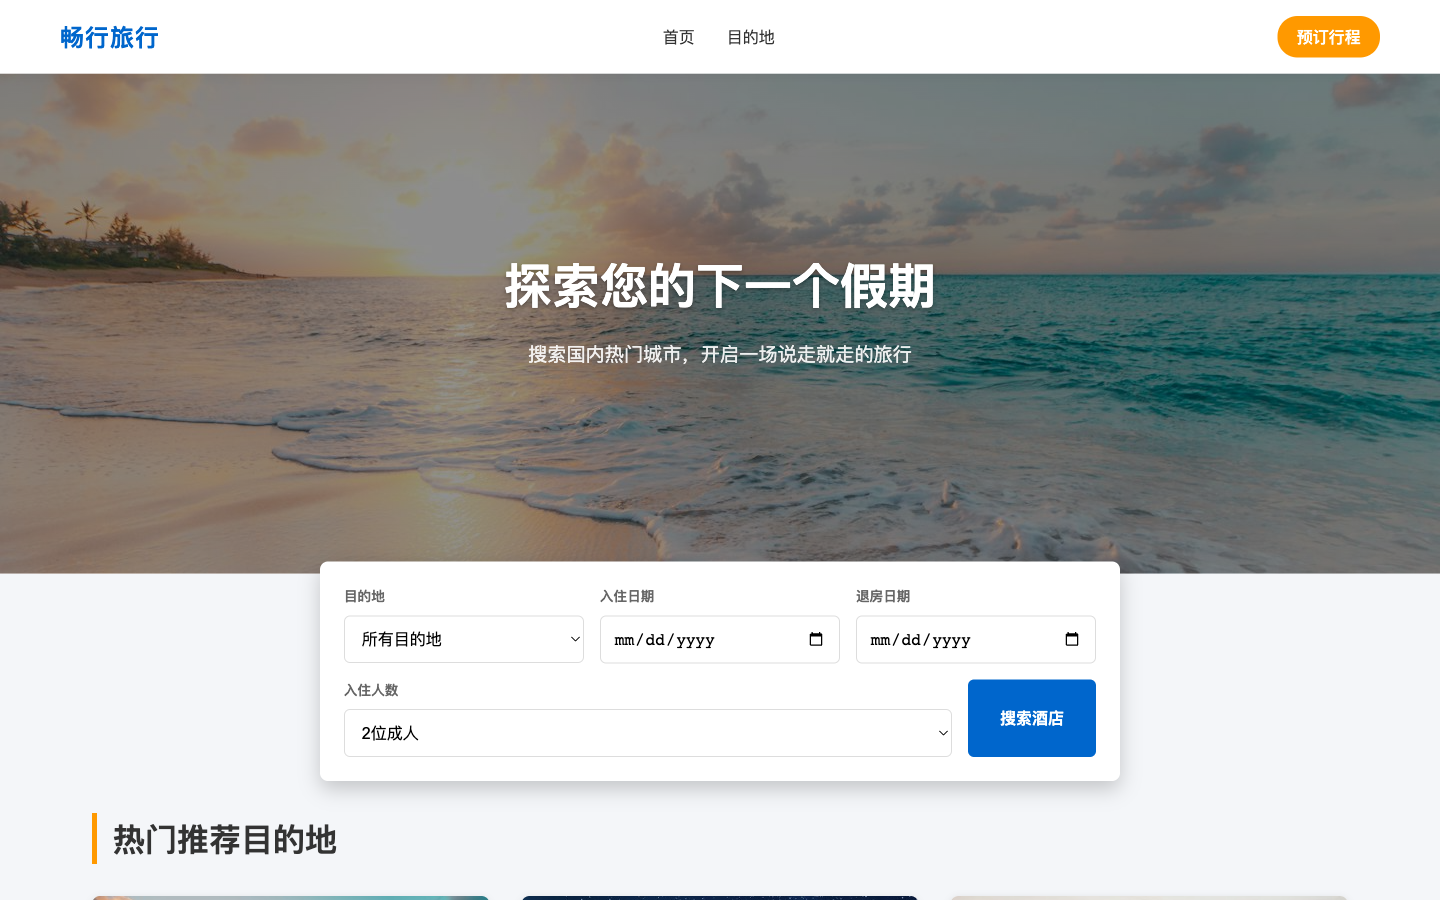 畅行旅行
首页
目的地
预订行程
探索您的下一个假期
搜索国内热门城市，开启一场说走就走的旅行
目的地
入住日期
退房日期
所有目的地
mm/dd/yyyy
mm/dd/yyyy
入住人数
2位成人
搜索酒店
热门推荐目的地